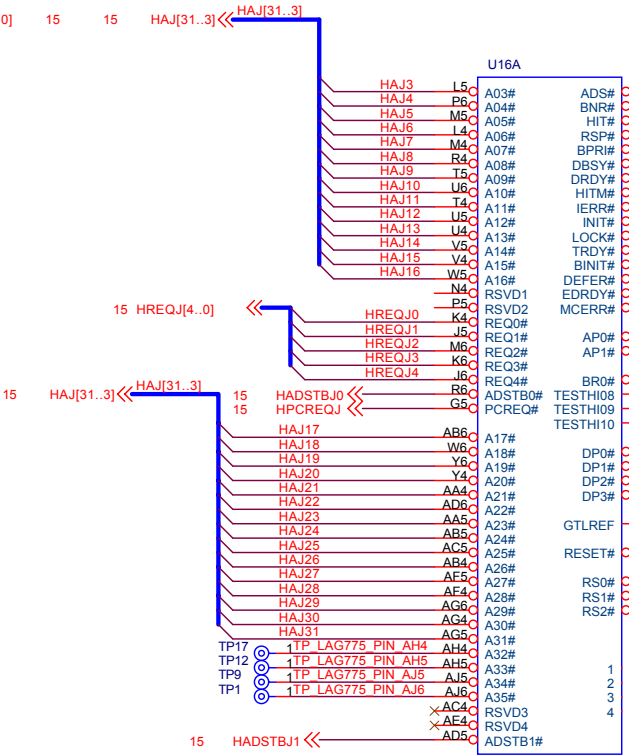 0] 15 15 HAJ[31..3] HAJ[31..3]
U16A
HAJ3 L5 A03# ADS#
HAJ4 P6 A04# BNR#
HAJ5 M5 A05# HIT#
HAJ6 L4 A06# RSP#
HAJ7 M4 A07# BPRI#
HAJ8 R4 A08# DBSY#
HAJ9 T5 A09# DRDY#
HAJ10 U6 A10# HITM#
HAJ11 T4 A11# IERR#
HAJ12 U5 A12# INIT#
HAJ13 U4 A13# LOCK#
HAJ14 V5 A14# TRDY#
HAJ15 V4 A15# BINIT#
HAJ16 W5 A16# DEFER#
N4 RSVD1 EDRDY#
P5 RSVD2 MCERR#
15 HREQJ[4..0] HREQJ0 K4 REQ0#
HREQJ1 J5 REQ1# AP0#
HREQJ2 M6 REQ2# AP1#
HREQJ3 K6 REQ3#
HREQJ4 J6 REQ4# BR0#
15 HAJ[31..3] HAJ[31..3] 15 HADSTBJ0 R6 ADSTB0# TESTHI08
15 HPCREQJ G5 PCREQ# TESTHI09
TESTHI10
HAJ17 AB6 A17#
HAJ18 W6 A18# DP0#
HAJ19 Y6 A19# DP1#
HAJ20 Y4 A20# DP2#
HAJ21 AA4 A21# DP3#
HAJ22 AD6 A22#
HAJ23 AA5 A23# GTLREF
HAJ24 AB5 A24#
HAJ25 AC5 A25# RESET#
HAJ26 AB4 A26#
HAJ27 AF5 A27# RS0#
HAJ28 AF4 A28# RS1#
HAJ29 AG6 A29# RS2#
HAJ30 AG4 A30#
HAJ31 AG5 A31#
TP17 1 TP_LAG775_PIN_AH4 AH4 A32#
TP12 1 TP_LAG775_PIN_AH5 AH5 A33# 1
TP9 1 TP_LAG775_PIN_AJ5 AJ5 A34# 2
TP1 1 TP_LAG775_PIN_AJ6 AJ6 A35# 3
AC4 RSVD3 4
AE4 RSVD4
15 HADSTBJ1 AD5 ADSTB1#